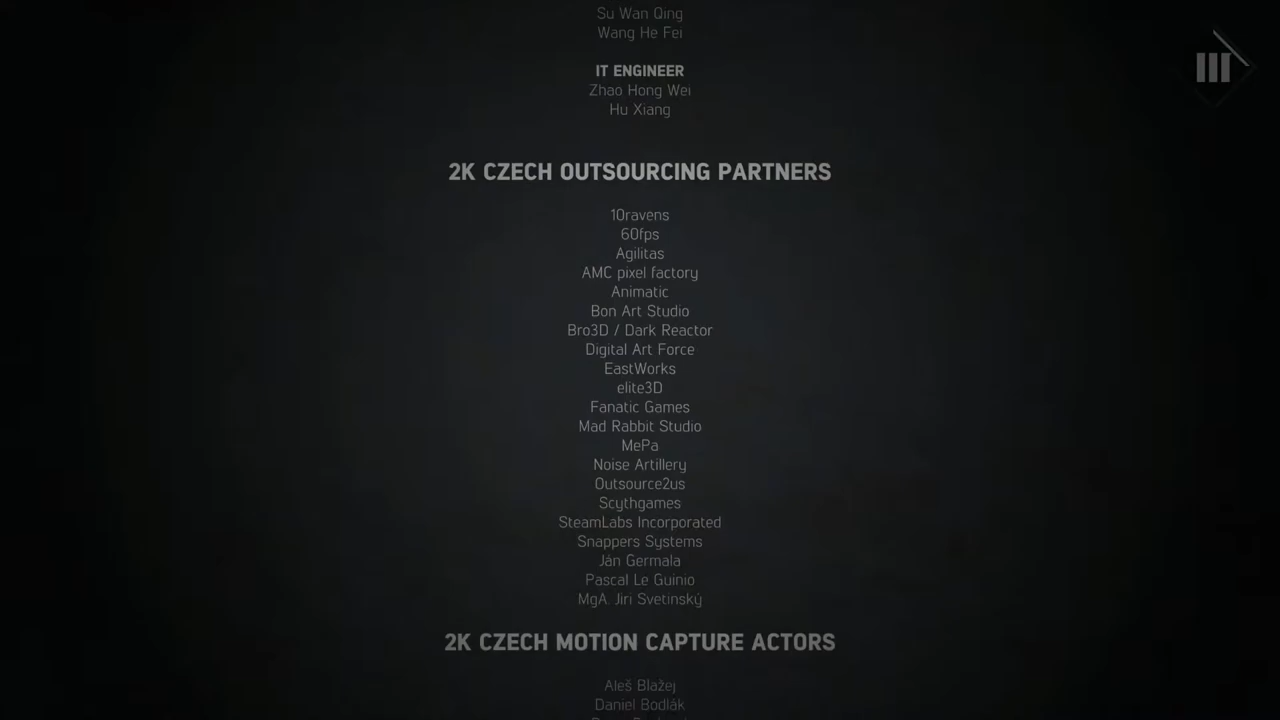 Su Wan Qing
Wang He Fei
IT ENGINEER
Zhao Hong Wei
Hu Xiang
2K CZECH OUTSOURCING PARTNERS
10ravens
60fps
Agilitas
AMC pixel factory
Animatic
Bon Art Studio
Bro3D / Dark Reactor
Digital Art Force
EastWorks
elite3D
Fanatic Games
Mad Rabbit Studio
MePa
Noise Artillery
Outsource2us
Scythgames
SteamLabs Incorporated
Snappers Systems
Ján Germala
Pascal Le Guinio
MgA. Jiri Svetinský
2K CZECH MOTION CAPTURE ACTORS
Aleš Blažej
Daniel Bodlák